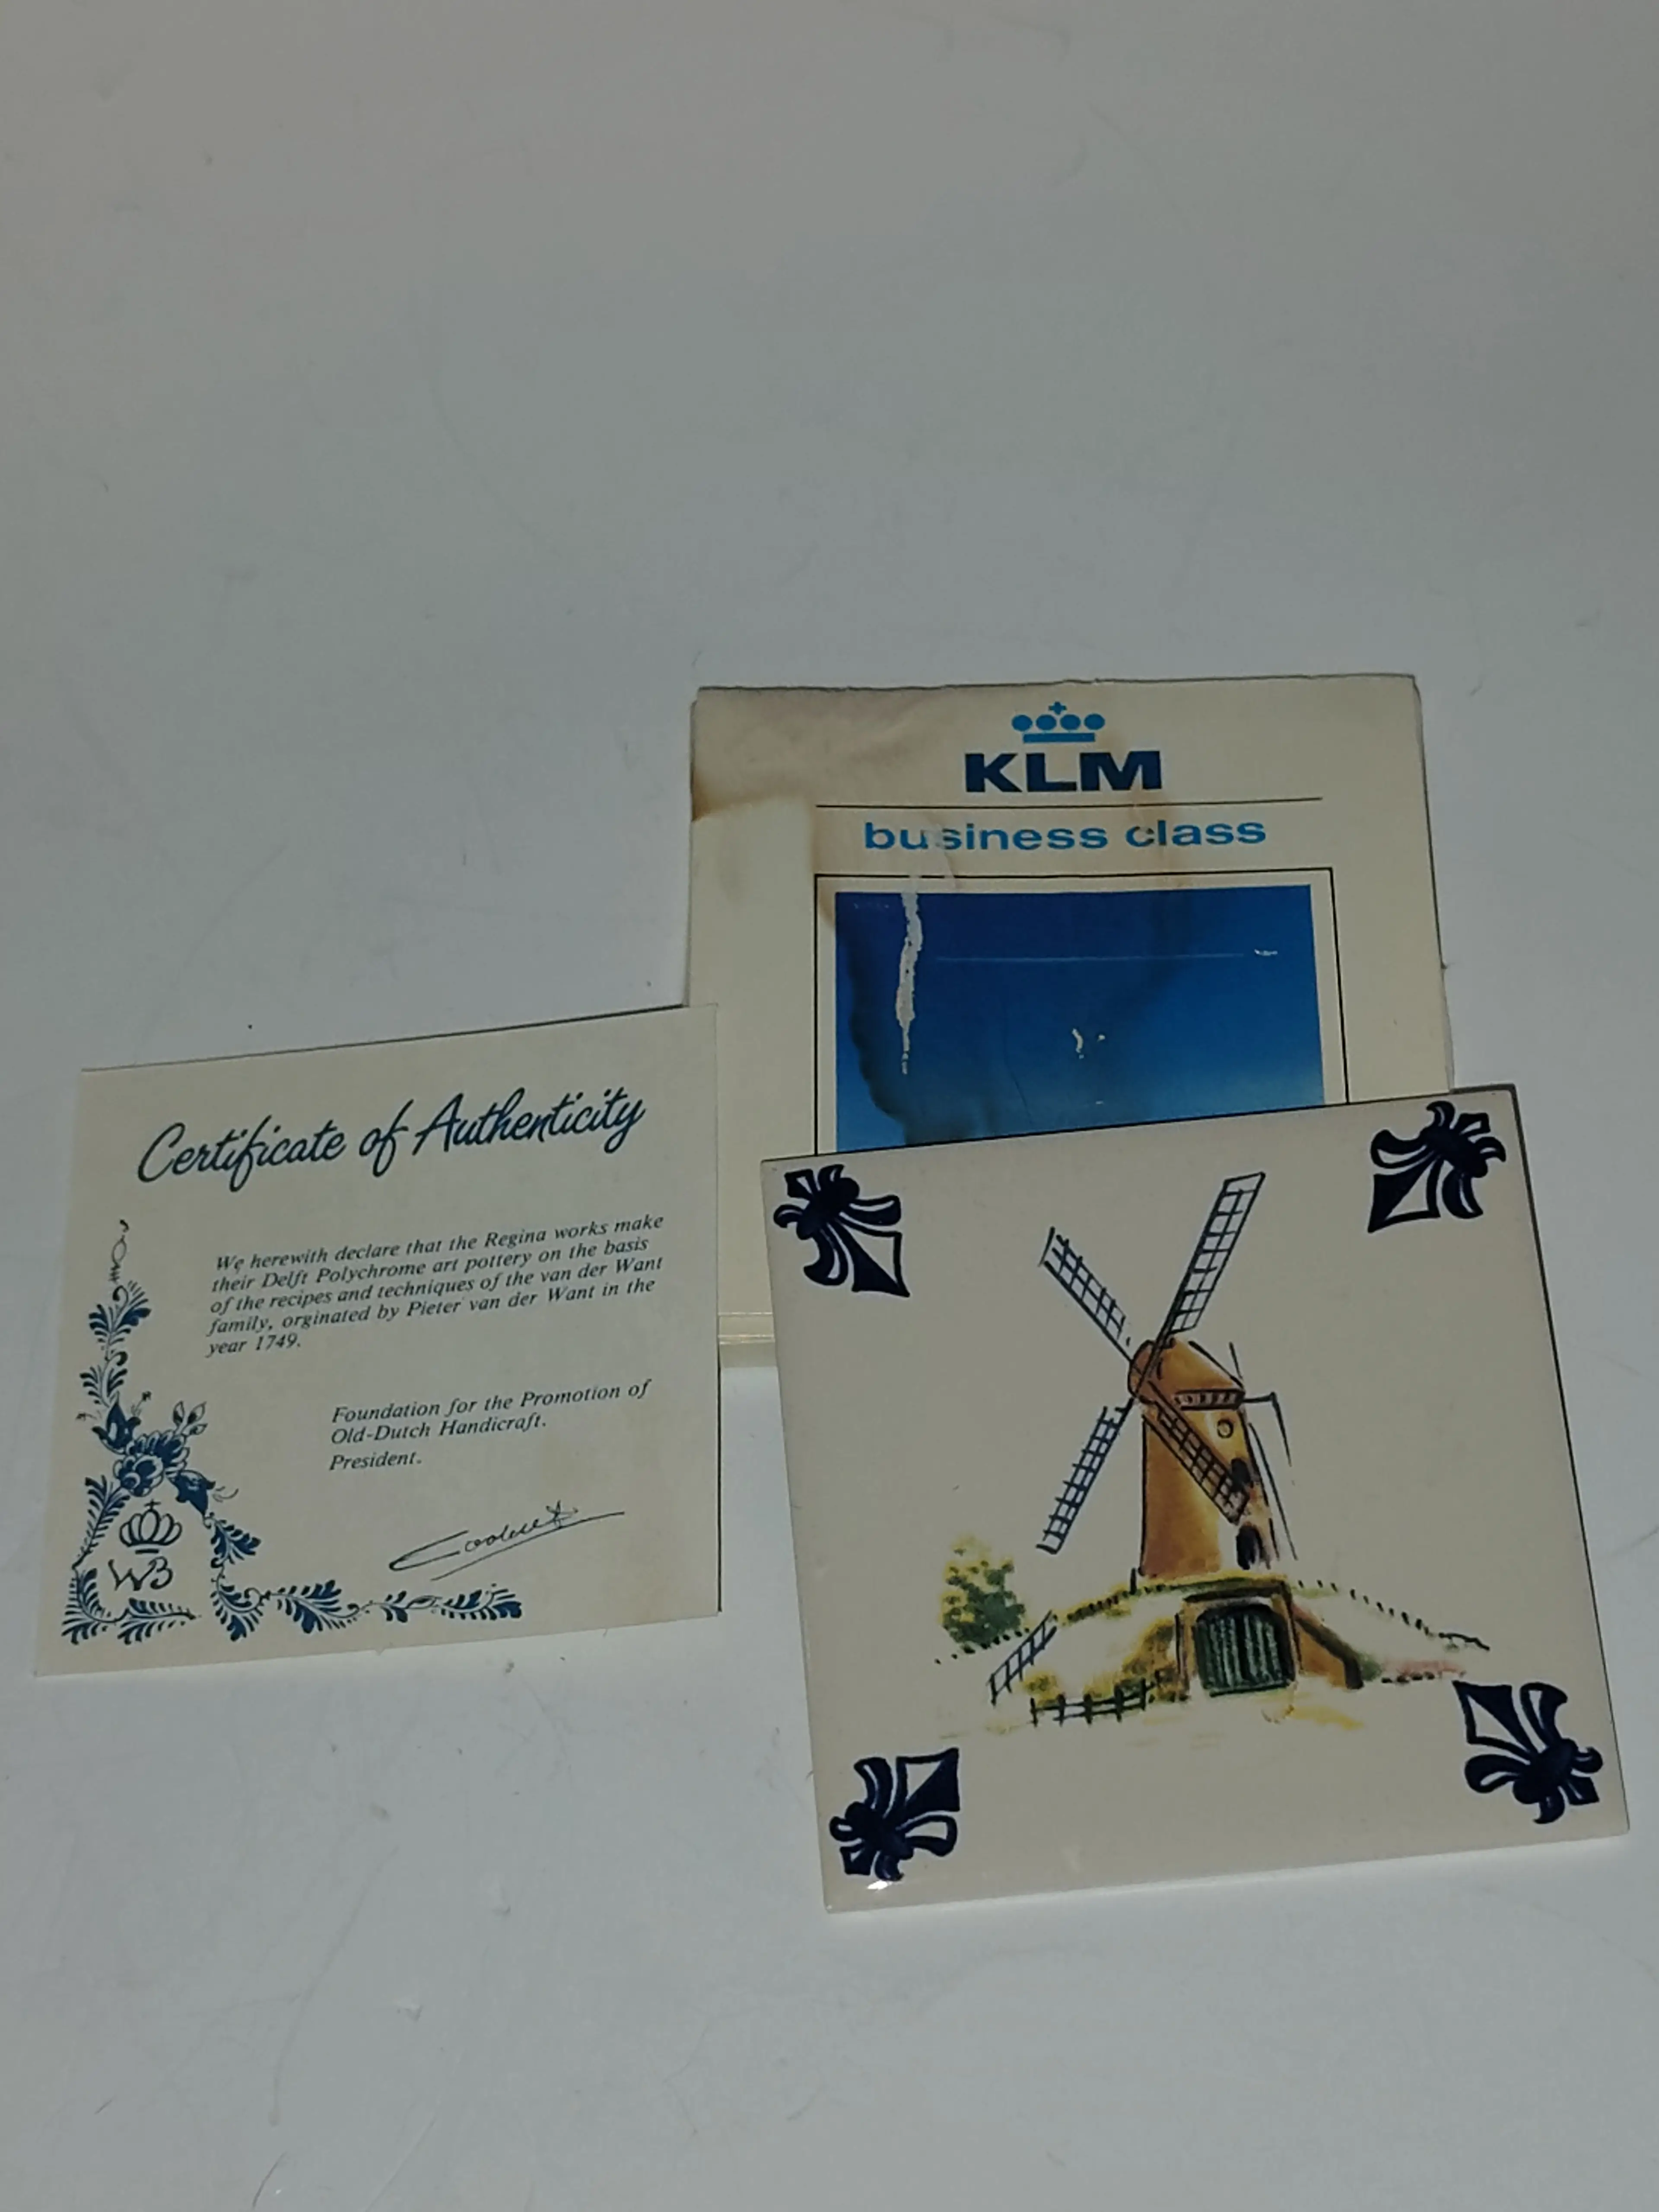 KLM
business class
Certificate of Authenticity
We herewith declare that the Regina works make
their Delft Polychrome art pottery on the basis
of the recipes and techniques of the van der Want
family, orginated by Pieter van der Want in the
year 1749.
Foundation for the Promotion of
Old-Dutch Handicraft.
President.
WB